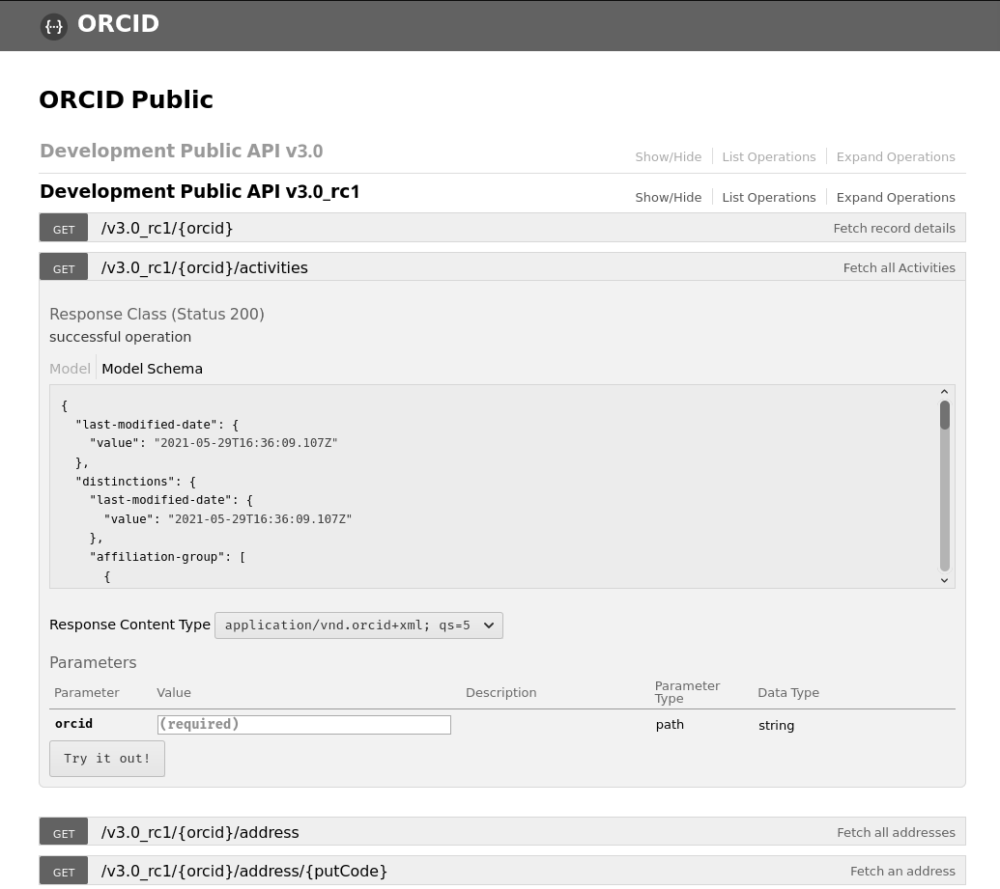 {···} ORCID
ORCID Public
Development Public API v3.0 Show/Hide List Operations Expand Operations
Development Public API v3.0_rc1 Show/Hide List Operations Expand Operations
GET /v3.0_rc1/{orcid} Fetch record details
GET /v3.0_rc1/{orcid}/activities Fetch all Activities
Response Class (Status 200)
successful operation
Model Model Schema
{
  "last-modified-date": {
    "value": "2021-05-29T16:36:09.107Z"
  },
  "distinctions": {
    "last-modified-date": {
      "value": "2021-05-29T16:36:09.107Z"
    },
    "affiliation-group": [
      {
Response Content Type application/vnd.orcid+xml; qs=5
Parameters
Parameter Value Description Parameter Type Data Type
orcid (required) path string
Try it out!
GET /v3.0_rc1/{orcid}/address Fetch all addresses
GET /v3.0_rc1/{orcid}/address/{putCode} Fetch an address